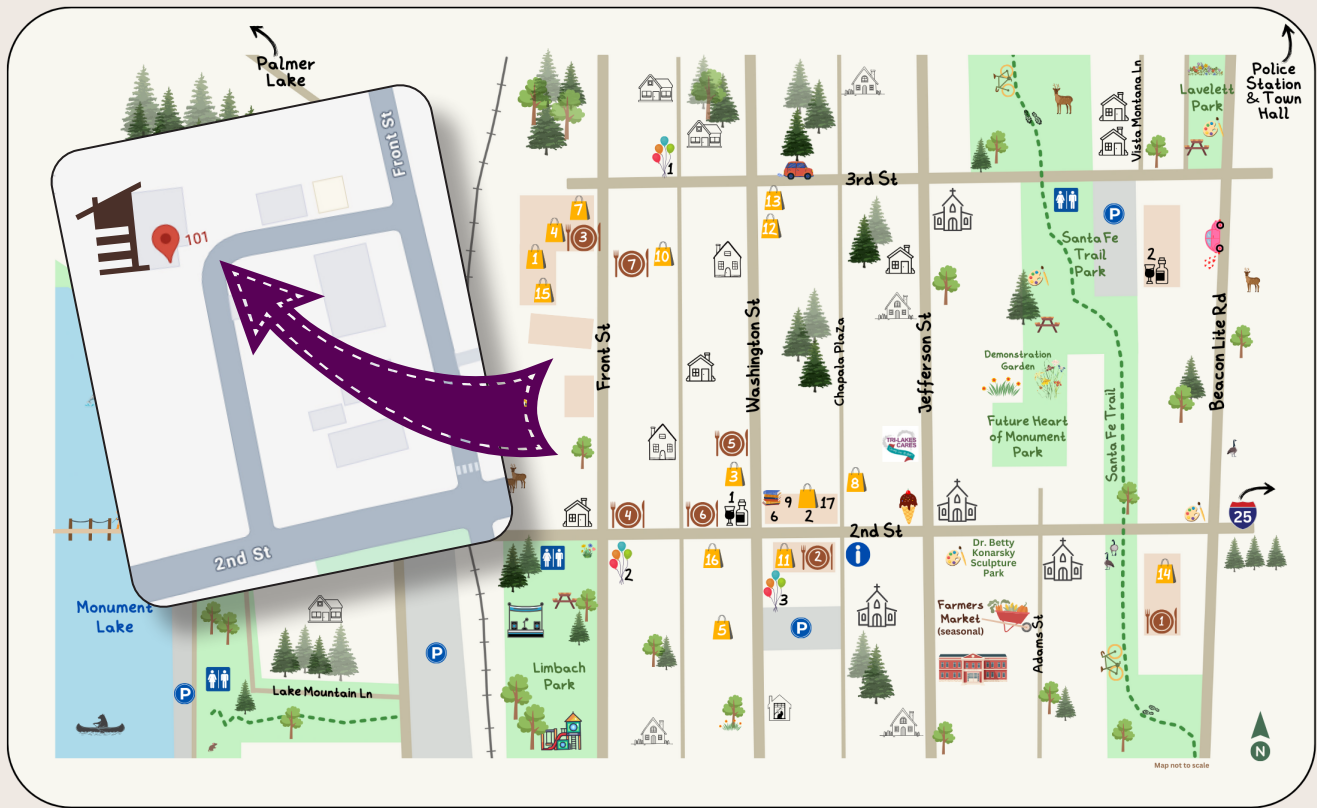 Palmer
Lake
Police
Station
& Town
Hall
Vista Montana Ln
Lavelett
Park
Front St
101
2nd St
1
3rd St
7
4
3
1
15
7
10
13
12
P
Santa Fe
Trail
Park
2
Front St
Washington St
Chapala Plaza
Jefferson St
Beacon Lite Rd
Demonstration
Garden
Future Heart
of Monument
Park
Santa Fe Trail
TRI-LAKES
CARES
5
3
8
4
6
1
9
6
2
17
2nd St
25
2
16
11
2
i
3
Dr. Betty
Konarsky
Sculpture
Park
14
1
Monument
Lake
P
P
Lake Mountain Ln
Limbach
Park
5
P
Farmers
Market
(seasonal)
Adams St
N
Map not to scale